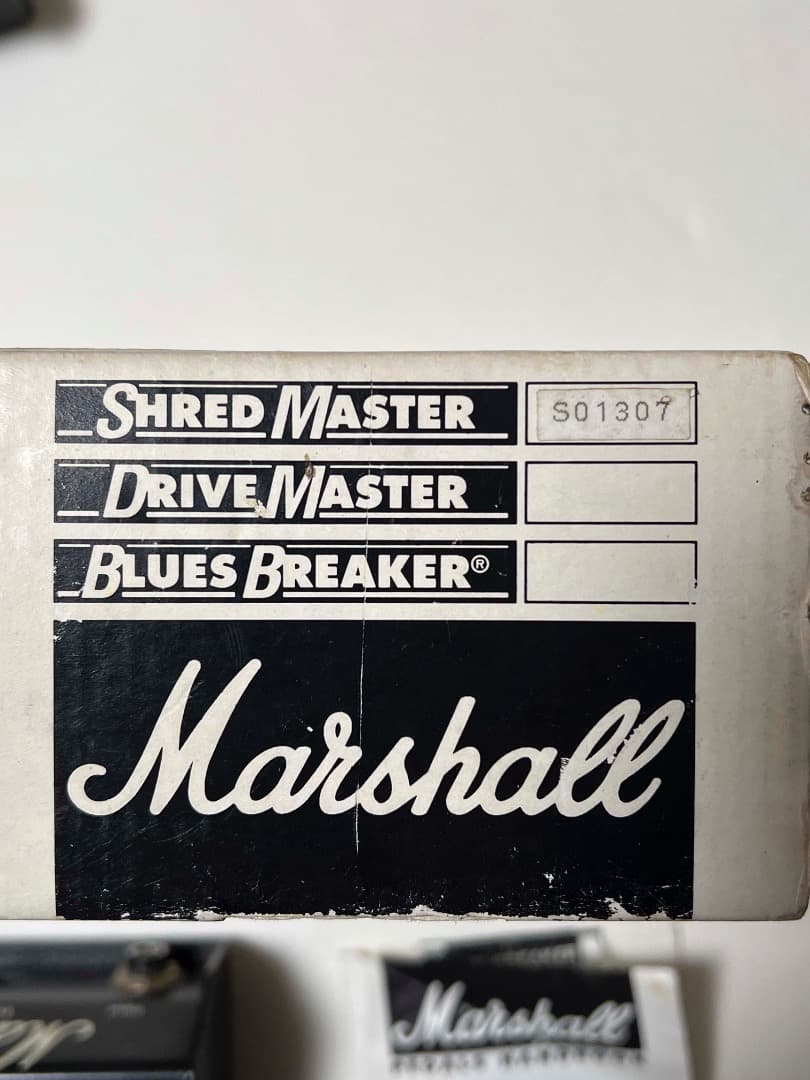 SHRED MASTER S01307
DRIVE MASTER
BLUES BREAKER®
Marshall
Marshall